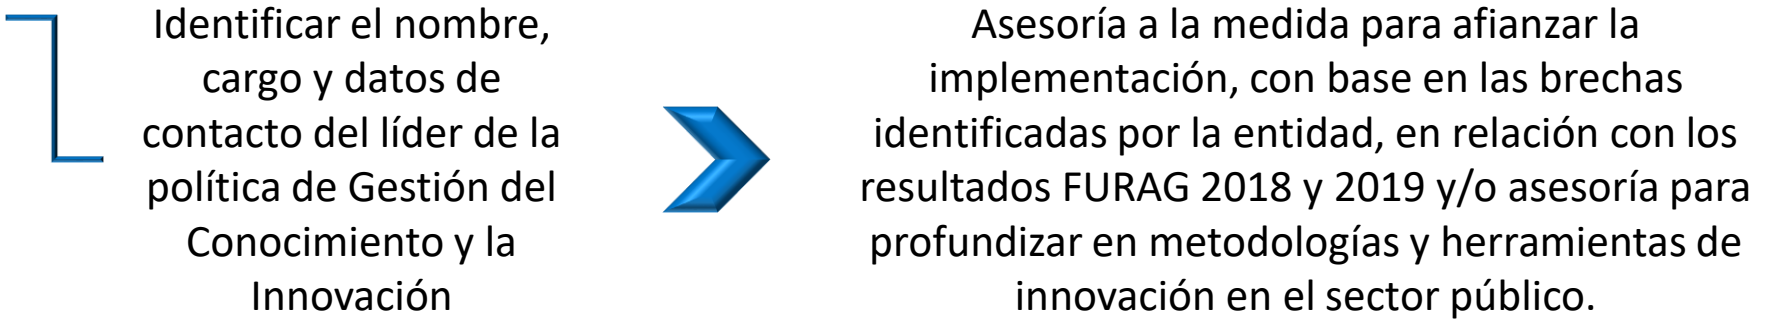 Identificar el nombre,
cargo y datos de
contacto del líder de la
política de Gestión del
Conocimiento y la
Innovación
Asesoría a la medida para afianzar la
implementación, con base en las brechas
identificadas por la entidad, en relación con los
resultados FURAG 2018 y 2019 y/o asesoría para
profundizar en metodologías y herramientas de
innovación en el sector público.